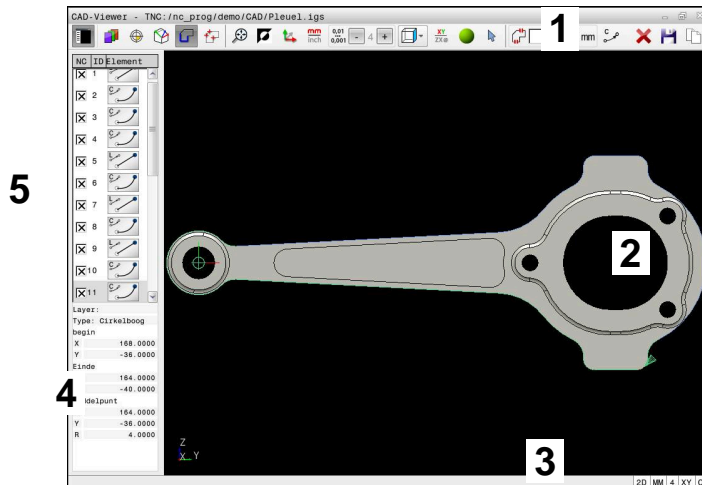 CAD-Viewer - TNC:/nc_prog/demo/CAD/Pleuel.igs
1
mm inch 0,01 0,001 - 4 + XY ZXø mm
NC ID Element
1
2
3
4
5
6
7
8
9
10
11
5
2
Layer:
Type: Cirkelboog
begin
X 168.0000
Y -36.0000
Einde
164.0000
-40.0000
4
delpunt
164.0000
Y -36.0000
R 4.0000
Z
X Y
3
2D MM 4 XY